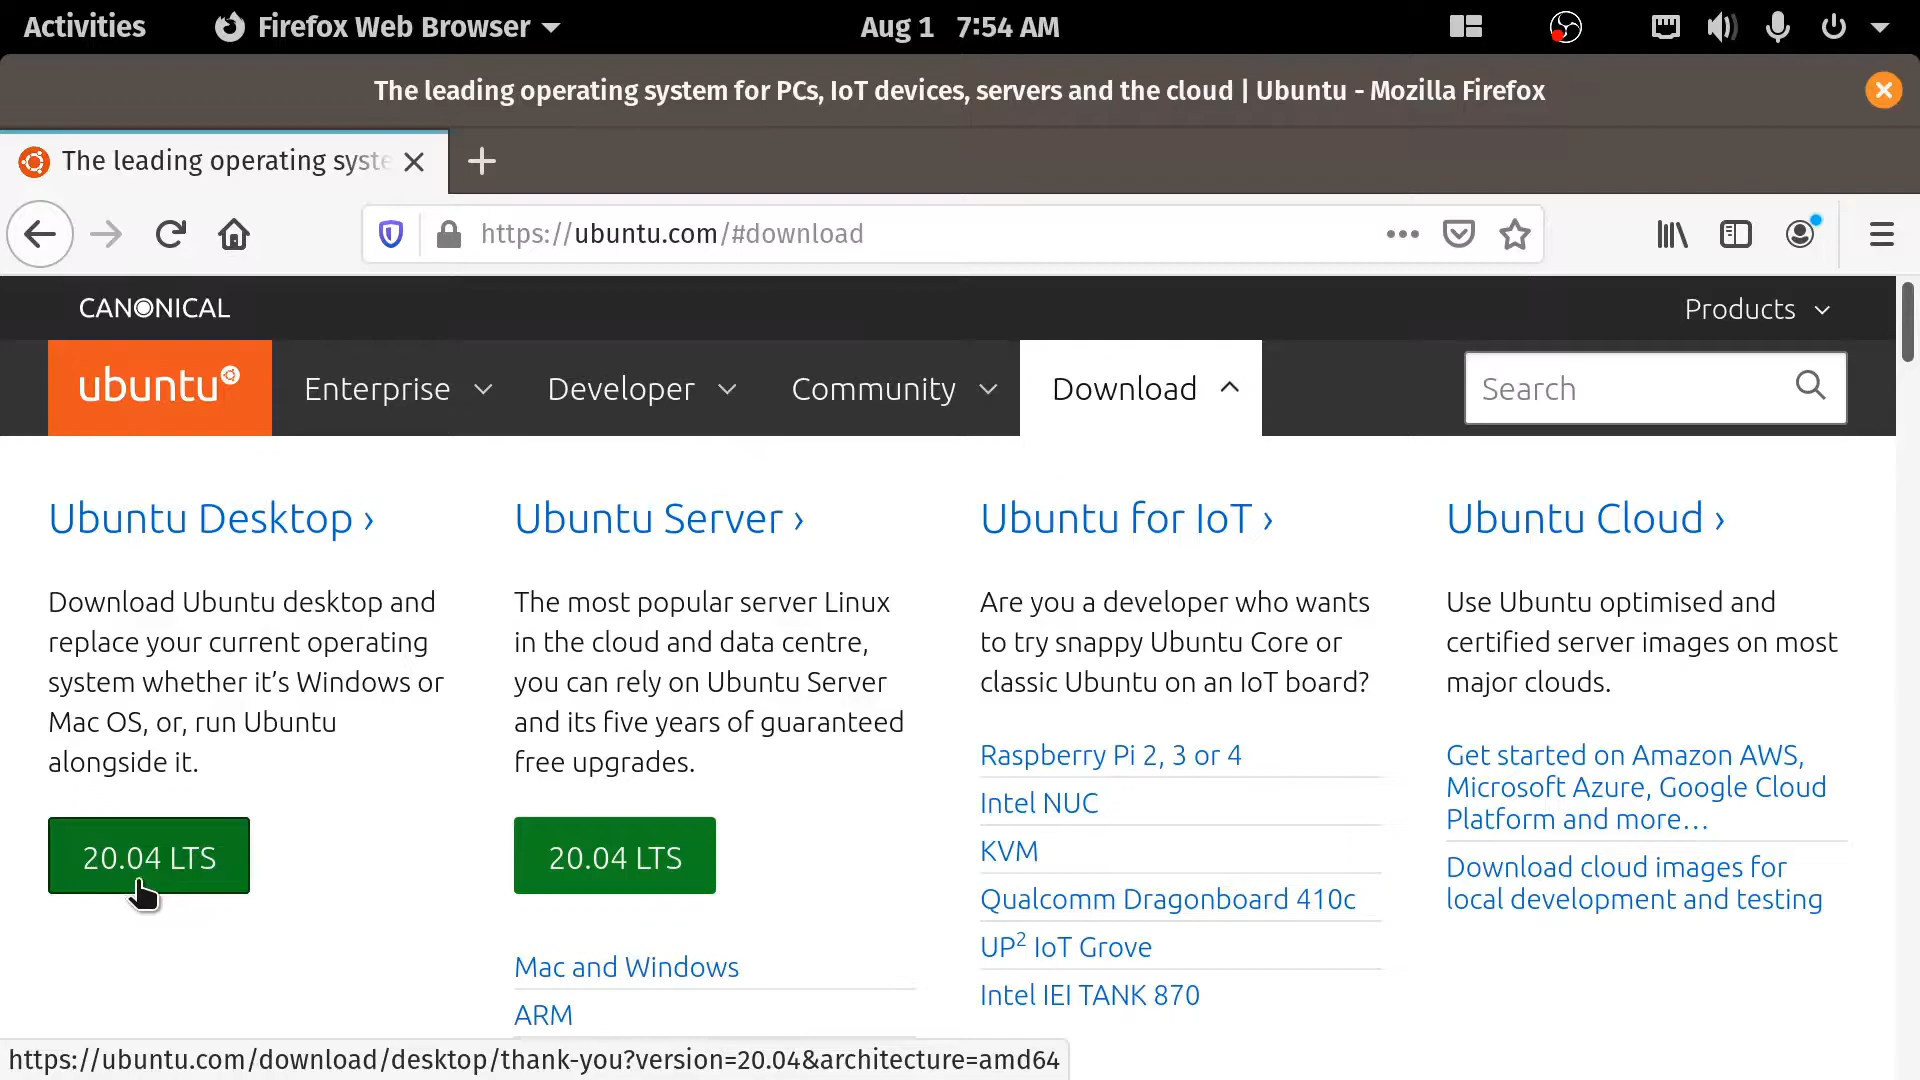 Activities
Firefox Web Browser
Aug 1 7:54 AM
The leading operating system for PCs, IoT devices, servers and the cloud | Ubuntu - Mozilla Firefox
The leading operating syste
https://ubuntu.com/#download
CANONICAL
Products
ubuntu
Enterprise
Developer
Community
Download
Search
Ubuntu Desktop ›
Download Ubuntu desktop and
replace your current operating
system whether it’s Windows or
Mac OS, or, run Ubuntu
alongside it.
20.04 LTS
Ubuntu Server ›
The most popular server Linux
in the cloud and data centre,
you can rely on Ubuntu Server
and its five years of guaranteed
free upgrades.
20.04 LTS
Mac and Windows
ARM
Ubuntu for IoT ›
Are you a developer who wants
to try snappy Ubuntu Core or
classic Ubuntu on an IoT board?
Raspberry Pi 2, 3 or 4
Intel NUC
KVM
Qualcomm Dragonboard 410c
UP² IoT Grove
Intel IEI TANK 870
Ubuntu Cloud ›
Use Ubuntu optimised and
certified server images on most
major clouds.
Get started on Amazon AWS,
Microsoft Azure, Google Cloud
Platform and more…
Download cloud images for
local development and testing
https://ubuntu.com/download/desktop/thank-you?version=20.04&architecture=amd64